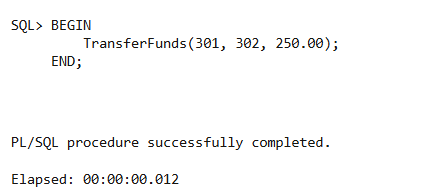 SQL> BEGIN
         TransferFunds(301, 302, 250.00);
     END;
PL/SQL procedure successfully completed.
Elapsed: 00:00:00.012